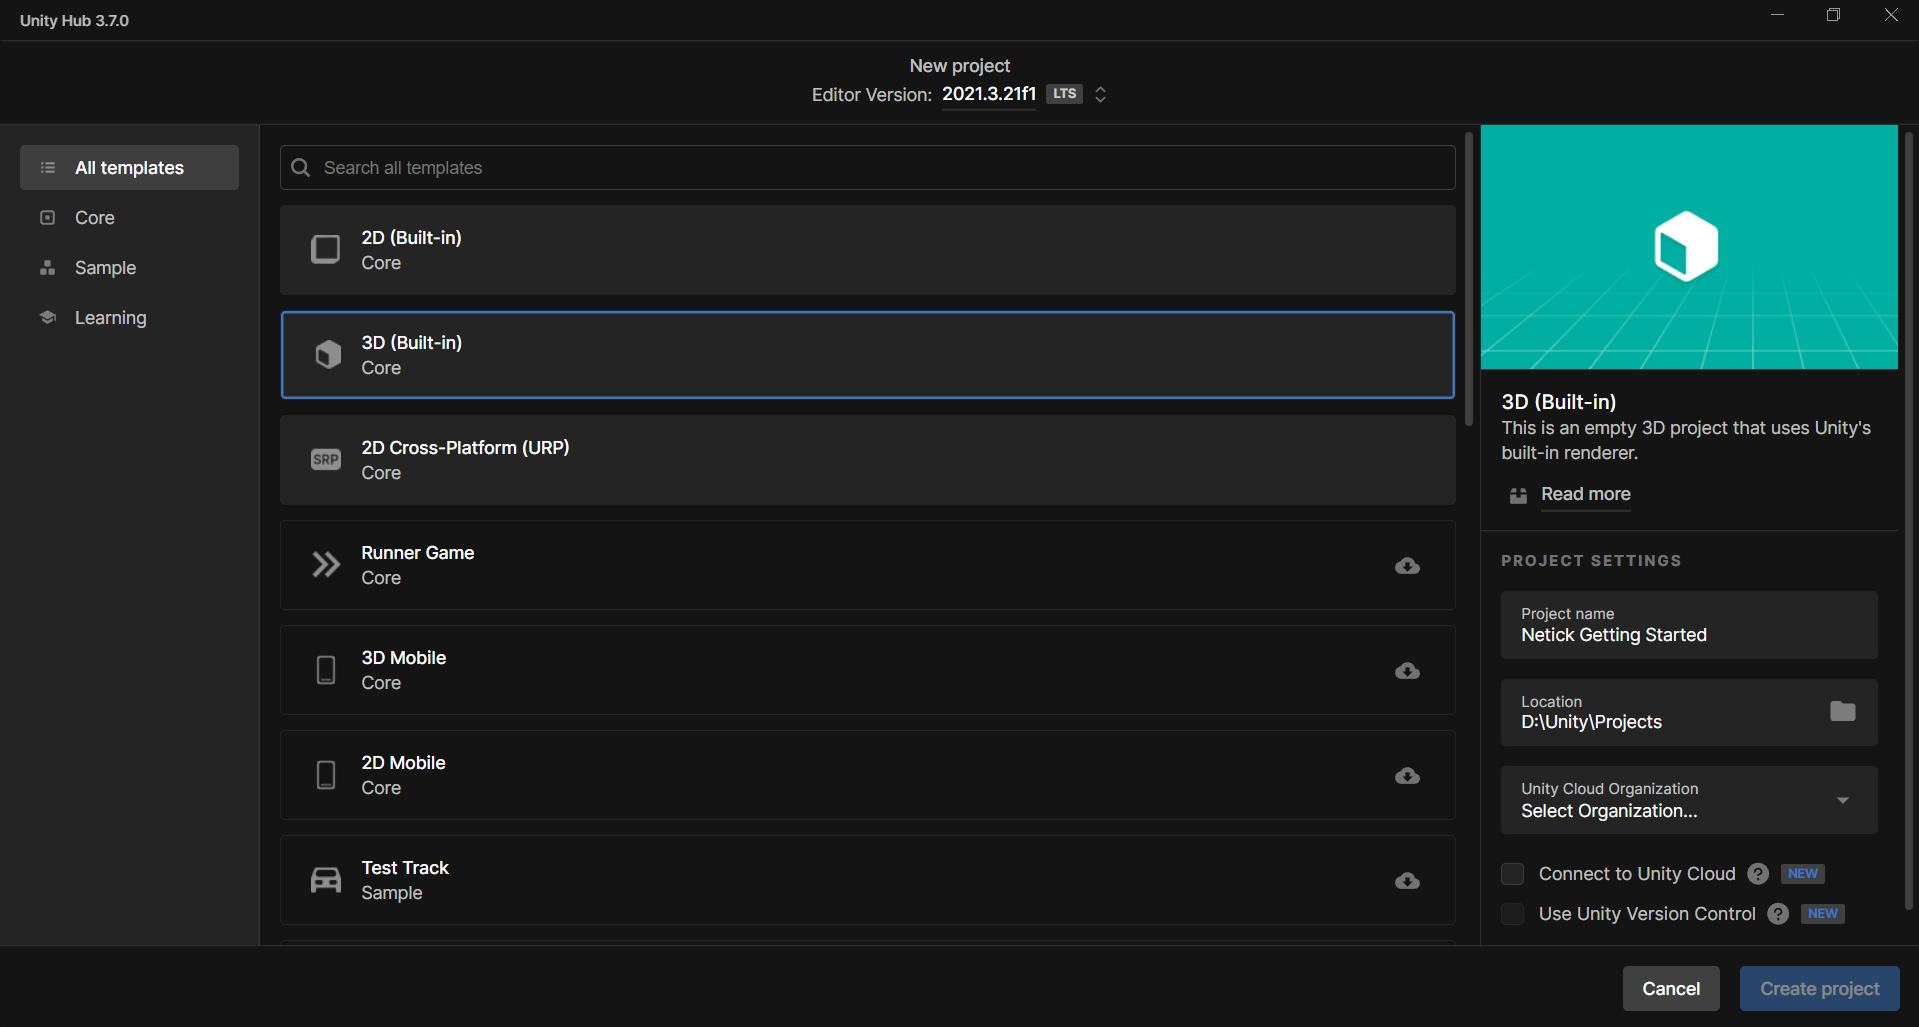 Unity Hub 3.7.0
New project
Editor Version: 2021.3.21f1 LTS
All templates
Core
Sample
Learning
Search all templates
2D (Built-in)
Core
3D (Built-in)
Core
SRP
2D Cross-Platform (URP)
Core
Runner Game
Core
3D Mobile
Core
2D Mobile
Core
Test Track
Sample
3D (Built-in)
This is an empty 3D project that uses Unity's
built-in renderer.
Read more
PROJECT SETTINGS
Project name
Netick Getting Started
Location
D:\Unity\Projects
Unity Cloud Organization
Select Organization...
Connect to Unity Cloud ? NEW
Use Unity Version Control ? NEW
Cancel
Create project